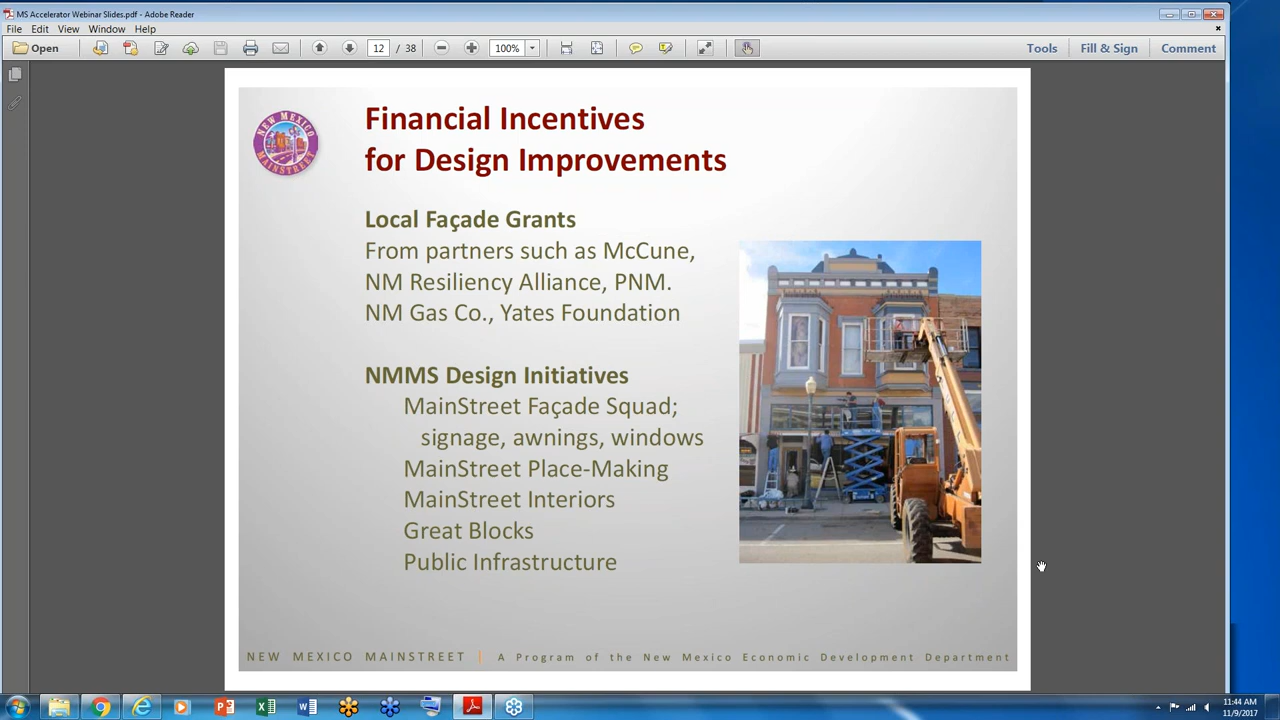 MS Accelerator Webinar Slides.pdf - Adobe Reader
File Edit View Window Help
Open 12 / 38 100% Tools Fill & Sign Comment
NEW MEXICO MAINSTREET
Financial Incentives
for Design Improvements
Local Façade Grants
From partners such as McCune,
NM Resiliency Alliance, PNM.
NM Gas Co., Yates Foundation
NMMS Design Initiatives
MainStreet Façade Squad;
signage, awnings, windows
MainStreet Place-Making
MainStreet Interiors
Great Blocks
Public Infrastructure
NEW MEXICO MAINSTREET | A Program of the New Mexico Economic Development Department
11:44 AM
11/9/2017